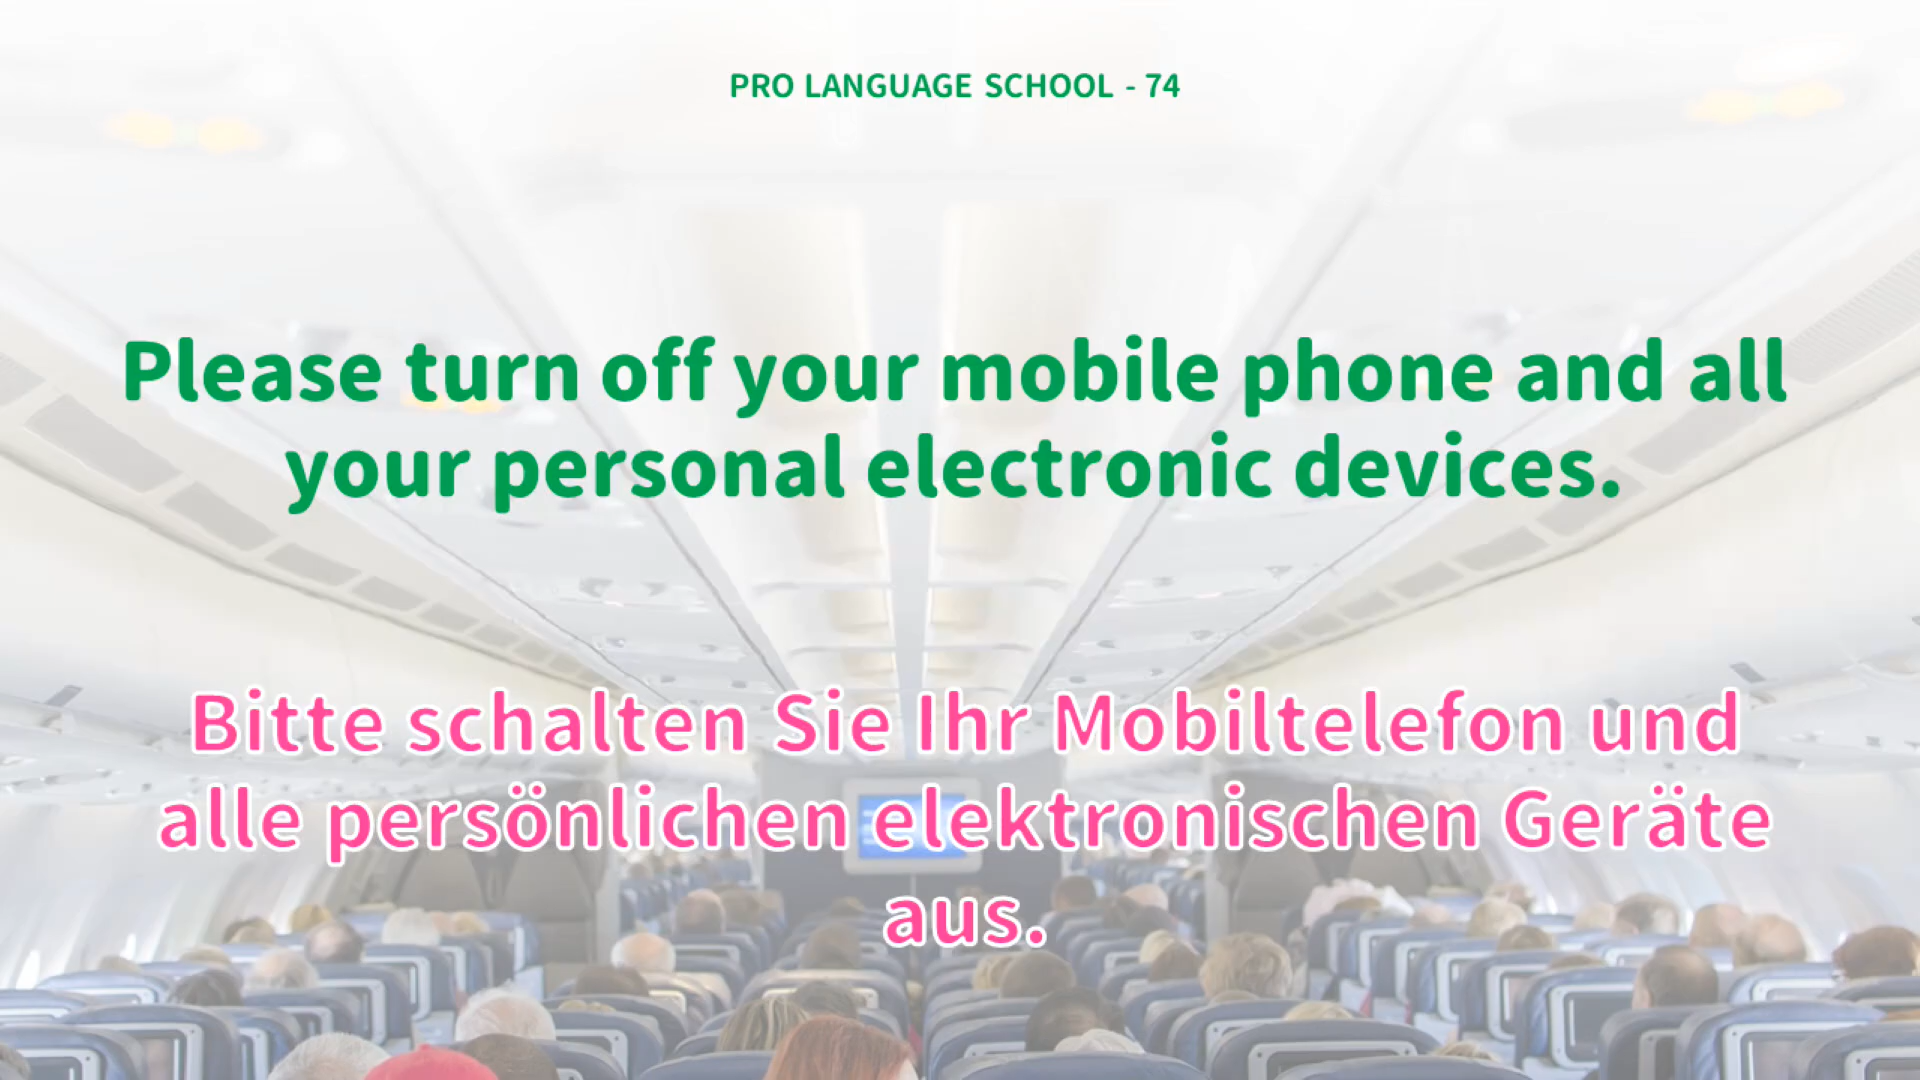 PRO LANGUAGE SCHOOL - 74
Please turn off your mobile phone and all
your personal electronic devices.
Bitte schalten Sie Ihr Mobiltelefon und
alle persönlichen elektronischen Geräte
aus.